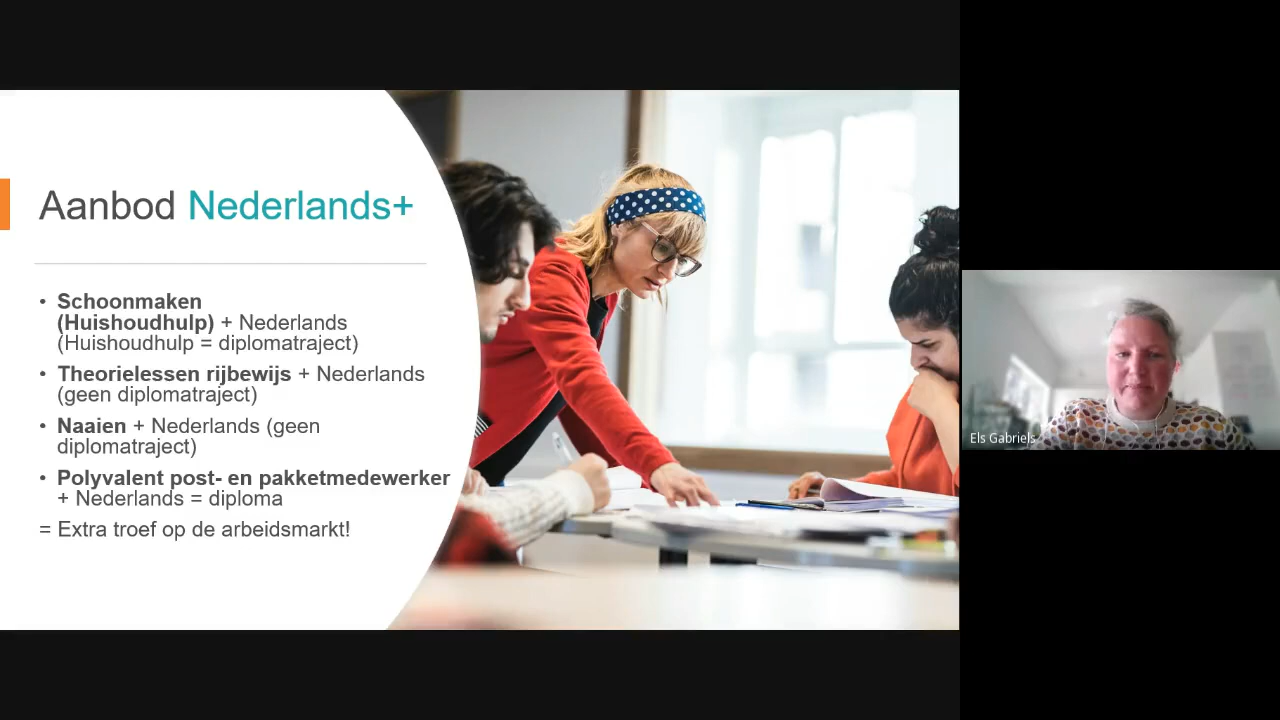 Aanbod Nederlands+
• Schoonmaken
(Huishoudhulp) + Nederlands
(Huishoudhulp = diplomatraject)
• Theorielessen rijbewijs + Nederlands
(geen diplomatraject)
• Naaien + Nederlands (geen
diplomatraject)
• Polyvalent post- en pakketmedewerker
+ Nederlands = diploma
= Extra troef op de arbeidsmarkt!
Els Gabriels